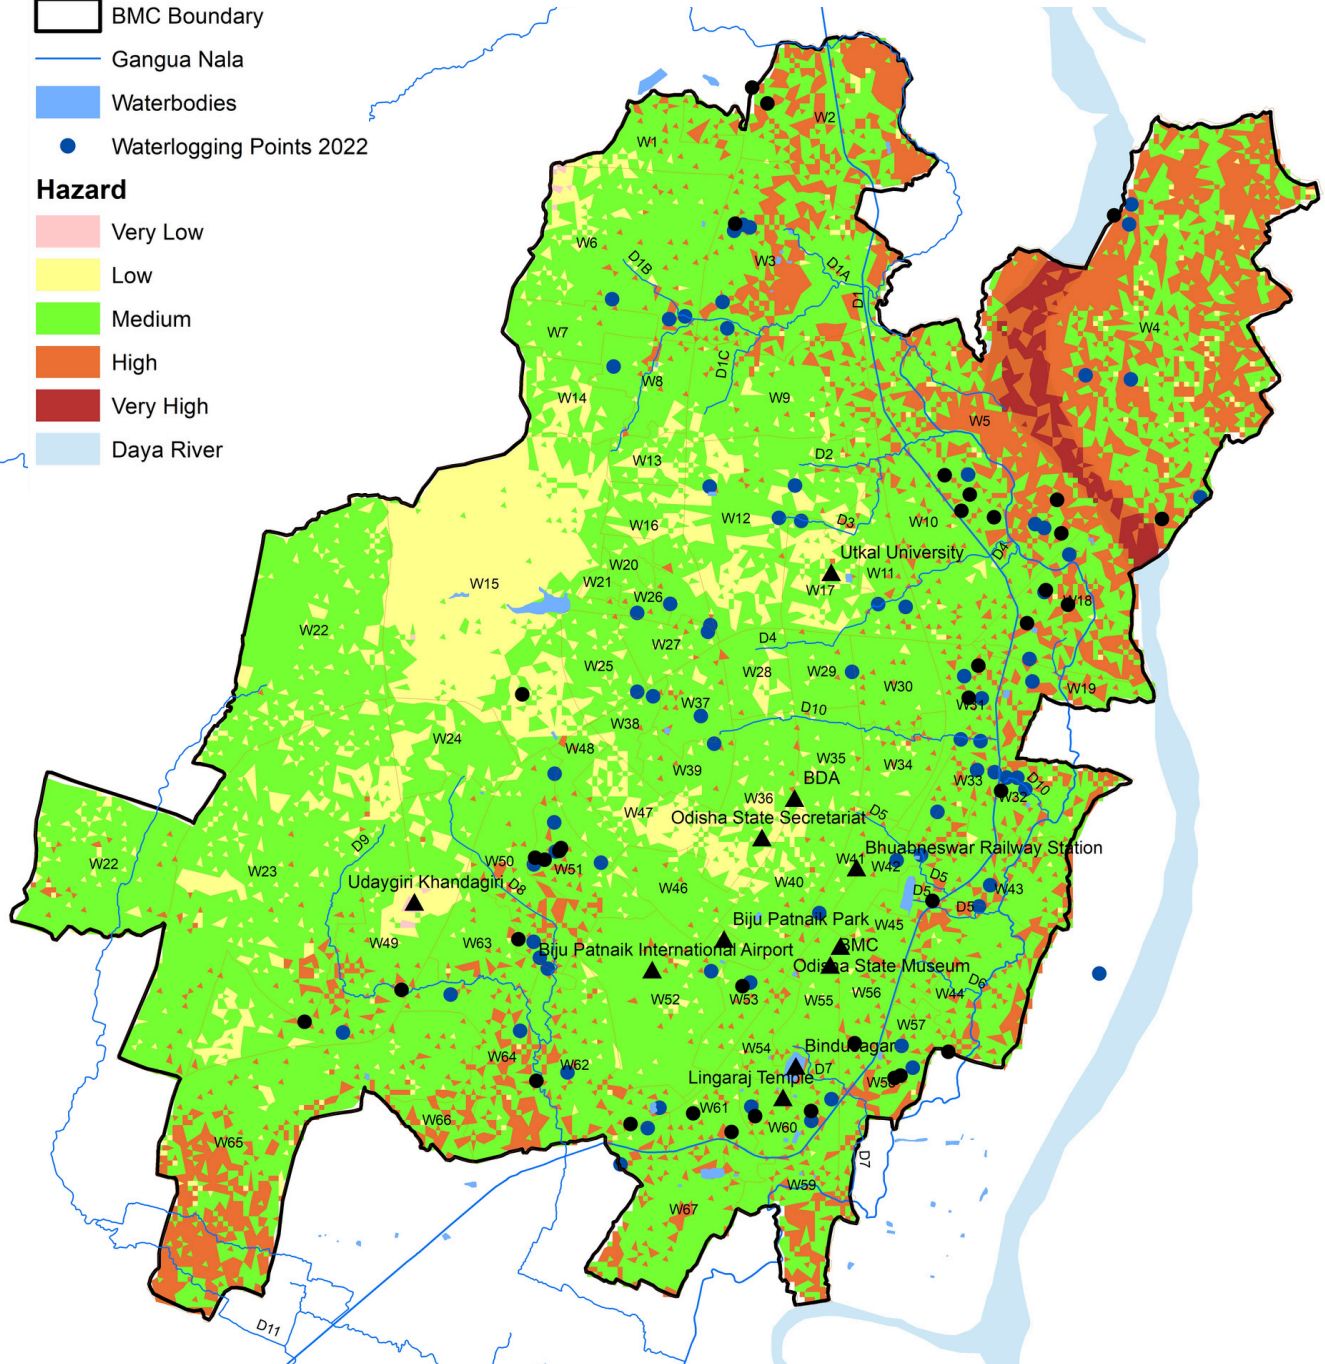 BMC Boundary
Gangua Nala
Waterbodies
Waterlogging Points 2022
Hazard
Very Low
Low
Medium
High
Very High
Daya River
W1
W2
W6
D1B
W3
D1A
D1
W4
W7
D1C
W8
W14
W9
W5
W13
D2
W16
W12
D3
W10
Utkal University
D4
W20
W21
W15
W11
W17
W26
W18
W22
W27
D4
W25
W28
W29
W30
W19
W37
W31
W38
D10
W24
W48
W35
W34
W39
BDA
W33
D10
W32
W36
W47
Odisha State Secretariat
D5
D9
Bhuabneswar Railway Station
W22
W23
W50
W51
W41
W42
D5
Udaygiri Khandagiri
D8
W46
W40
D5
W43
D5
Biju Patnaik Park
W45
W49
W63
Biju Patnaik International Airport
BMC
Odisha State Museum
D6
W52
W53
W55
W56
W44
W57
W54
Bindusagar
W64
W62
D7
Lingaraj Temple
W58
W66
W61
W60
W65
D7
W59
W67
D11